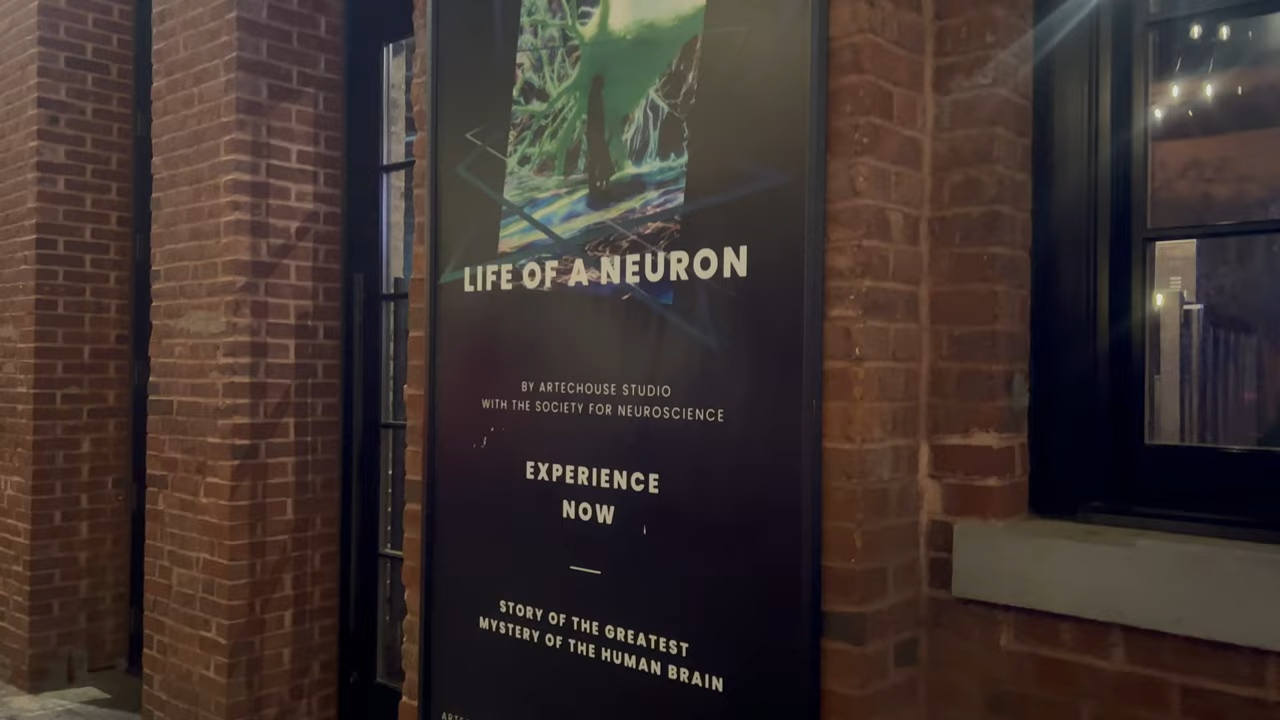 LIFE OF A NEURON
BY ARTECHOUSE STUDIO
WITH THE SOCIETY FOR NEUROSCIENCE
EXPERIENCE
NOW
STORY OF THE GREATEST
MYSTERY OF THE HUMAN BRAIN